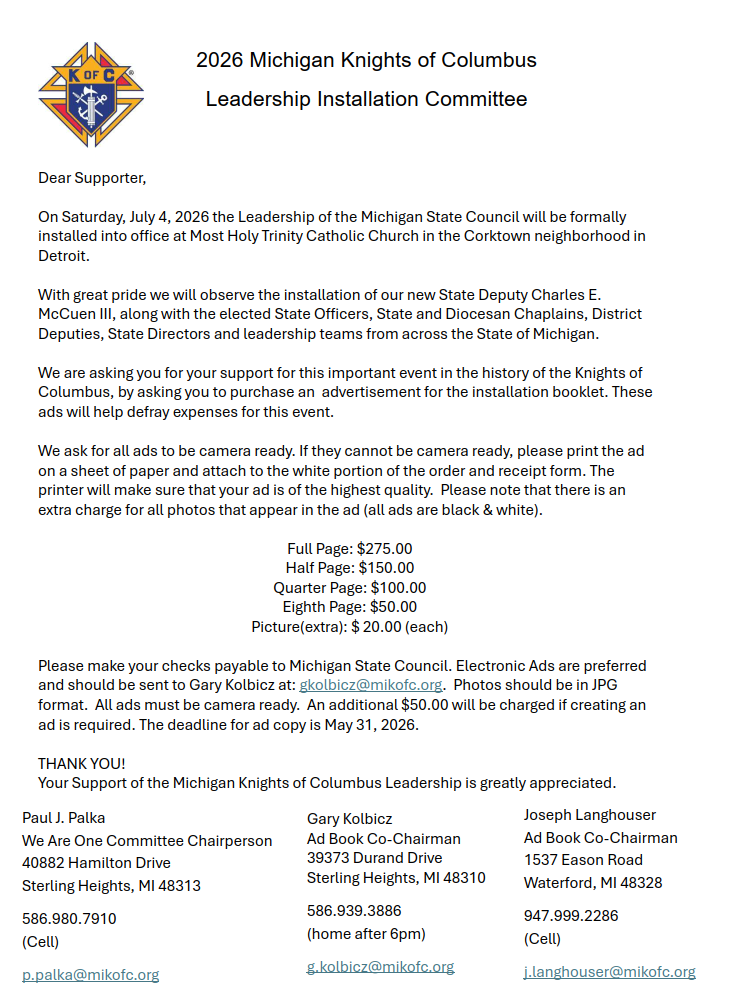 K OF C
®
2026 Michigan Knights of Columbus
Leadership Installation Committee
Dear Supporter,
On Saturday, July 4, 2026 the Leadership of the Michigan State Council will be formally
installed into office at Most Holy Trinity Catholic Church in the Corktown neighborhood in
Detroit.
With great pride we will observe the installation of our new State Deputy Charles E.
McCuen III, along with the elected State Officers, State and Diocesan Chaplains, District
Deputies, State Directors and leadership teams from across the State of Michigan.
We are asking you for your support for this important event in the history of the Knights of
Columbus, by asking you to purchase an  advertisement for the installation booklet. These
ads will help defray expenses for this event.
We ask for all ads to be camera ready. If they cannot be camera ready, please print the ad
on a sheet of paper and attach to the white portion of the order and receipt form. The
printer will make sure that your ad is of the highest quality.  Please note that there is an
extra charge for all photos that appear in the ad (all ads are black & white).
Full Page: $275.00
Half Page: $150.00
Quarter Page: $100.00
Eighth Page: $50.00
Picture(extra): $ 20.00 (each)
Please make your checks payable to Michigan State Council. Electronic Ads are preferred
and should be sent to Gary Kolbicz at: gkolbicz@mikofc.org.  Photos should be in JPG
format.  All ads must be camera ready.  An additional $50.00 will be charged if creating an
ad is required. The deadline for ad copy is May 31, 2026.
THANK YOU!
Your Support of the Michigan Knights of Columbus Leadership is greatly appreciated.
Paul J. Palka
We Are One Committee Chairperson
40882 Hamilton Drive
Sterling Heights, MI 48313
586.980.7910
(Cell)
p.palka@mikofc.org
Gary Kolbicz
Ad Book Co-Chairman
39373 Durand Drive
Sterling Heights, MI 48310
586.939.3886
(home after 6pm)
g.kolbicz@mikofc.org
Joseph Langhouser
Ad Book Co-Chairman
1537 Eason Road
Waterford, MI 48328
947.999.2286
(Cell)
j.langhouser@mikofc.org